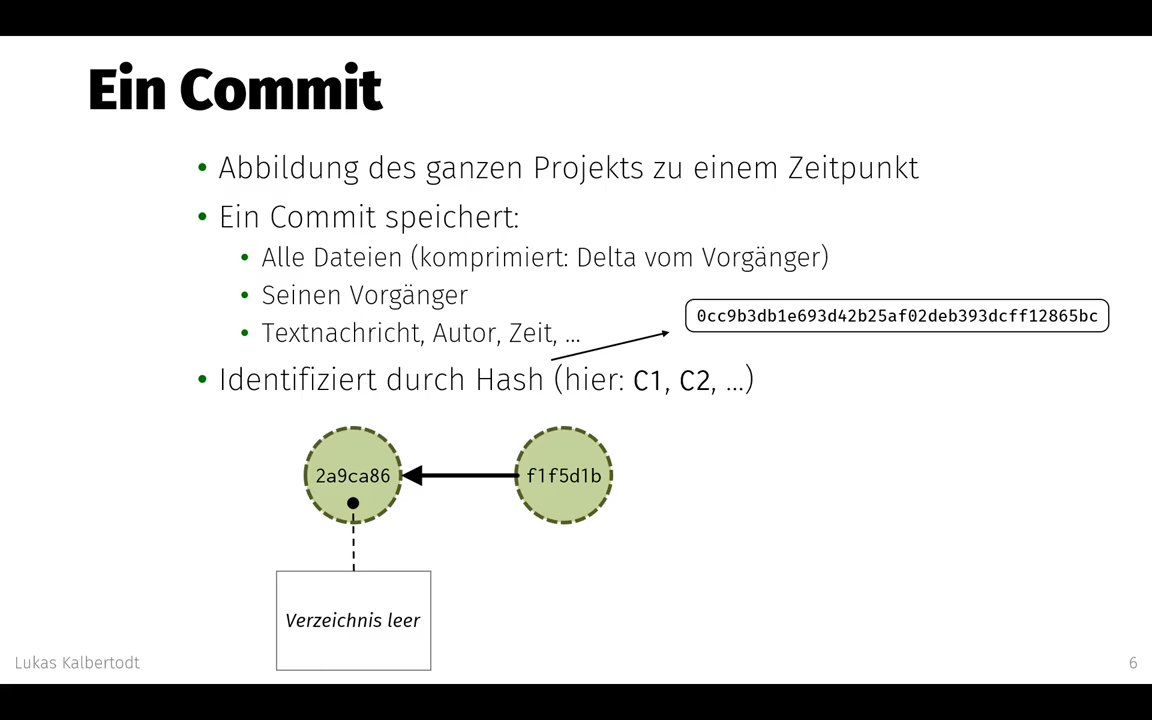 Ein Commit
• Abbildung des ganzen Projekts zu einem Zeitpunkt
• Ein Commit speichert:
• Alle Dateien (komprimiert: Delta vom Vorgänger)
• Seinen Vorgänger
• Textnachricht, Autor, Zeit, ...
0cc9b3db1e693d42b25af02deb393dcff12865bc
• Identifiziert durch Hash (hier: C1, C2, ...)
2a9ca86
f1f5d1b
Verzeichnis leer
Lukas Kalbertodt
6